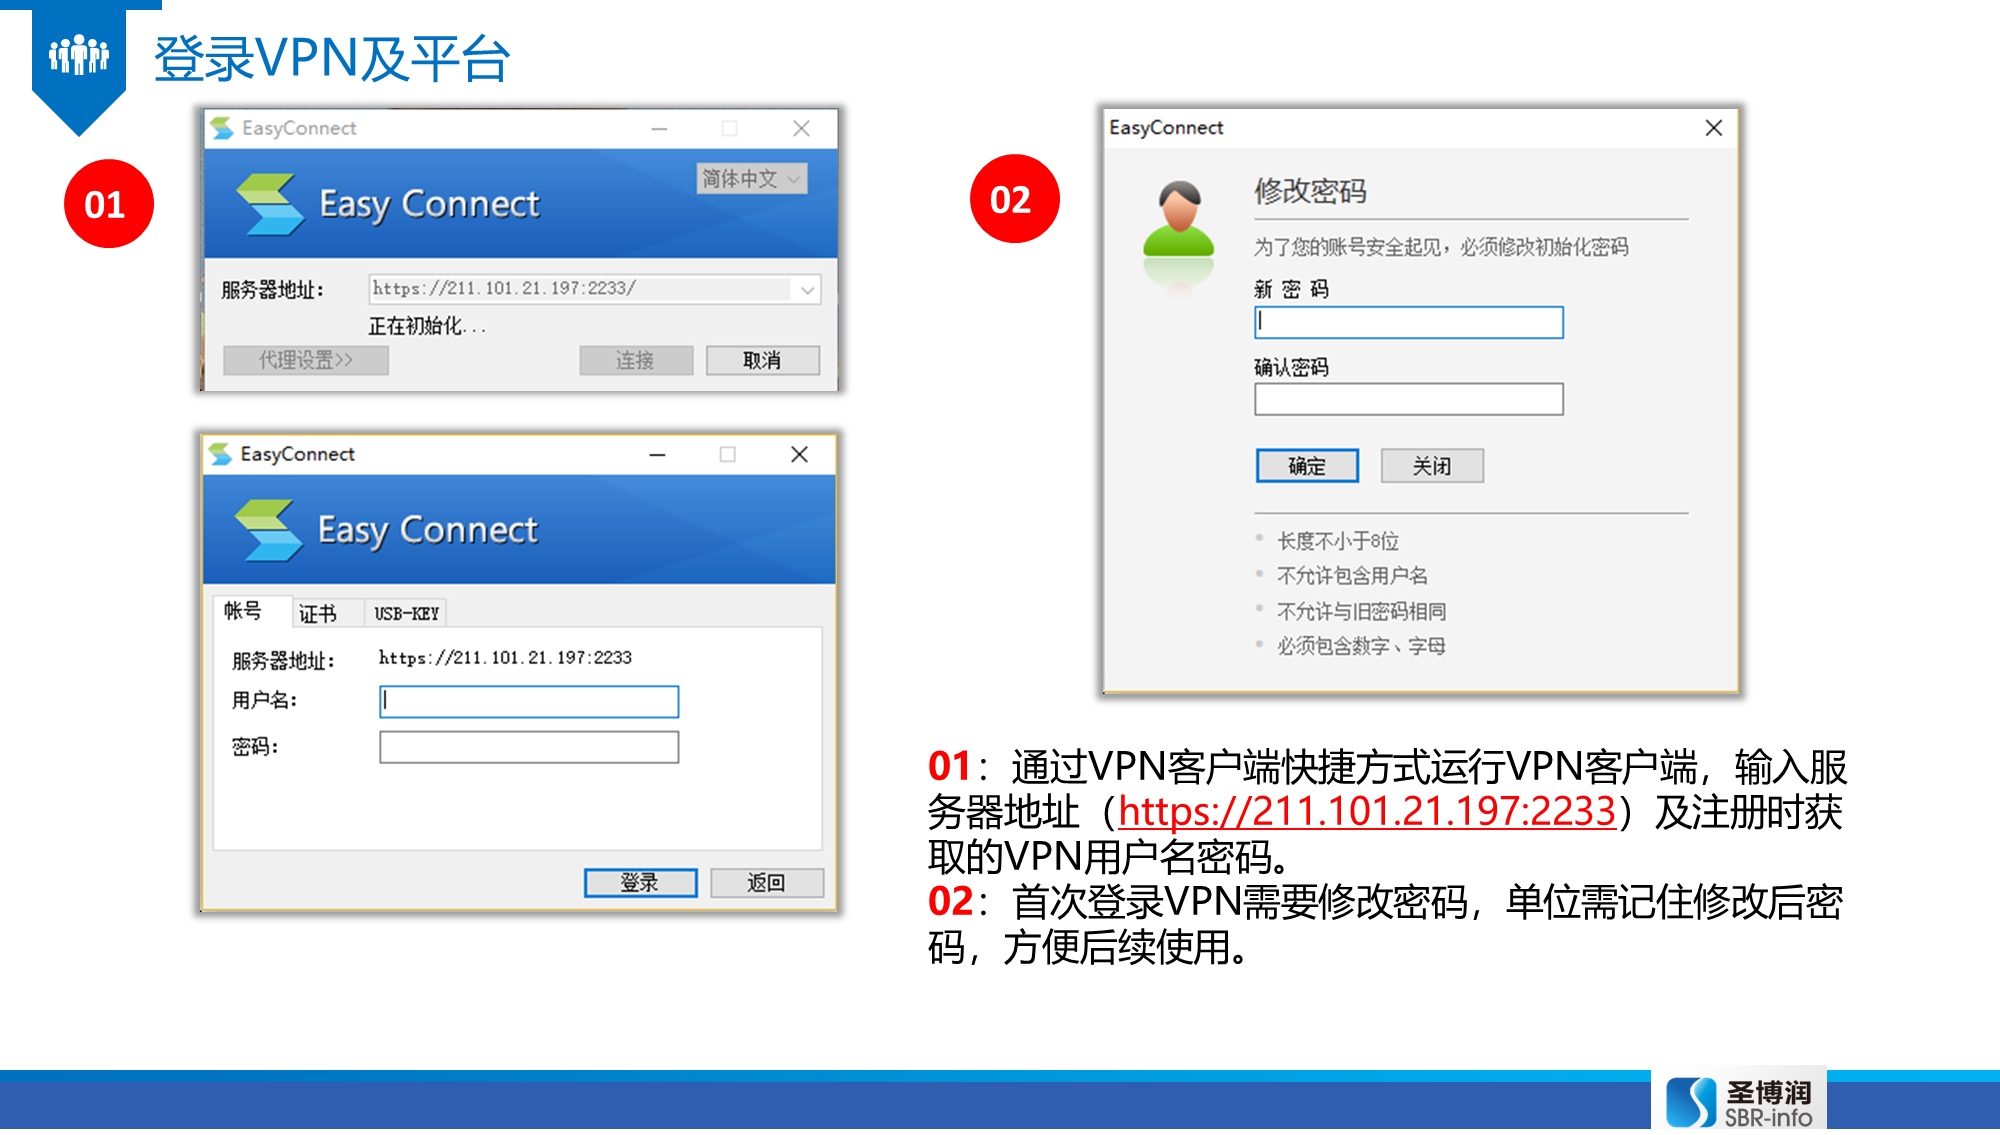 登录VPN及平台
01
EasyConnect
简体中文
Easy Connect
服务器地址：
https://211.101.21.197:2233/
正在初始化...
代理设置>>
连接
取消
EasyConnect
Easy Connect
帐号
证书
USB-KEY
服务器地址：
https://211.101.21.197:2233
用户名：
密码：
登录
返回
02
EasyConnect
修改密码
为了您的账号安全起见，必须修改初始化密码
新 密 码
确认密码
确定
关闭
• 长度不小于8位
• 不允许包含用户名
• 不允许与旧密码相同
• 必须包含数字、字母
01：通过VPN客户端快捷方式运行VPN客户端，输入服
务器地址（https://211.101.21.197:2233）及注册时获
取的VPN用户名密码。
02：首次登录VPN需要修改密码，单位需记住修改后密
码，方便后续使用。
圣博润
SBR-info